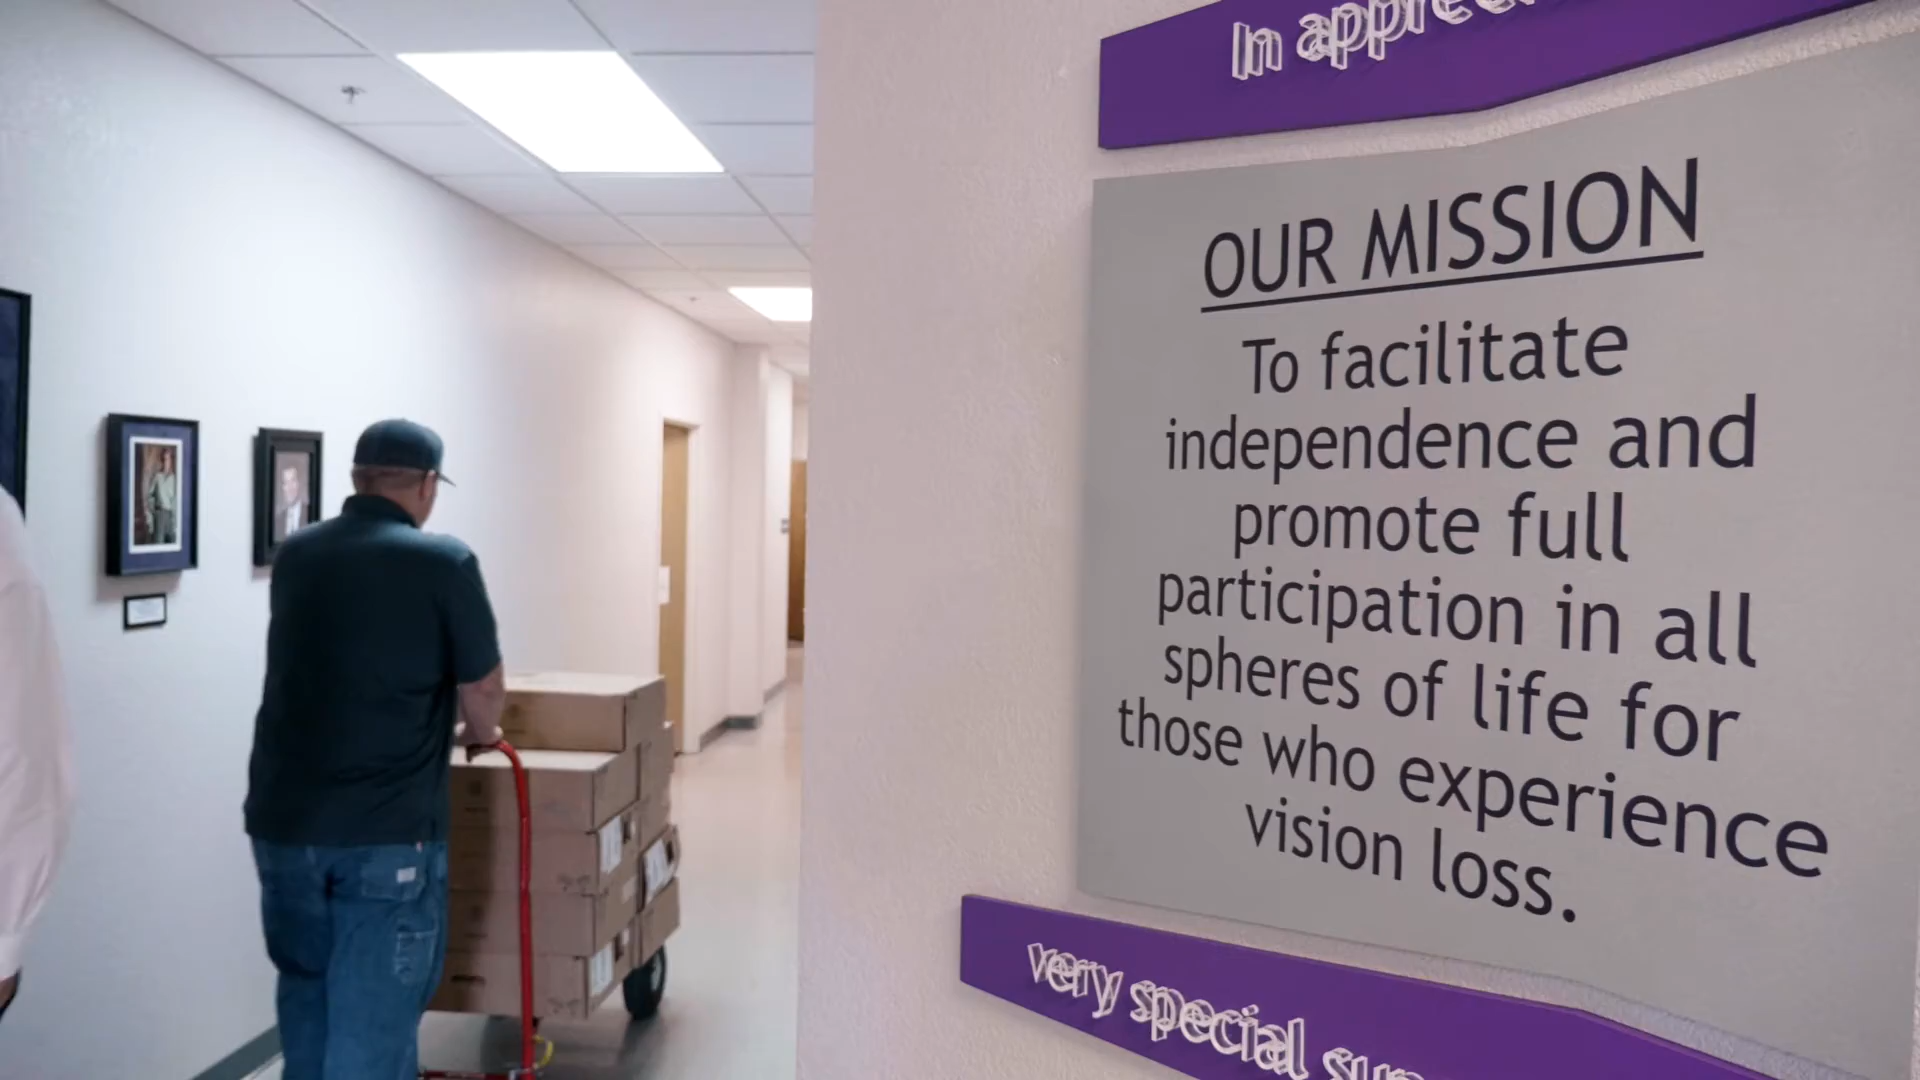 In
OUR MISSION
To facilitate
independence and
promote full
participation in all
spheres of life for
those who experience
vision loss.
very special